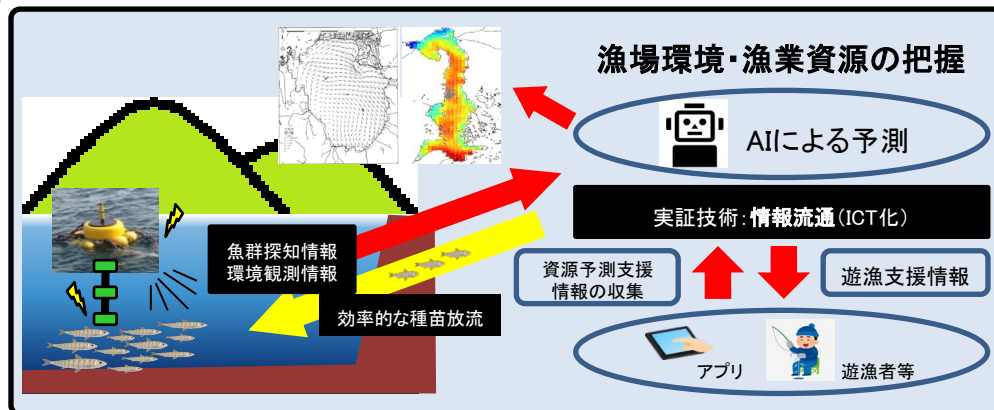 漁場環境・漁業資源の把握
AIによる予測
実証技術：情報流通（ICT化）
魚群探知情報
環境観測情報
資源予測支援
情報の収集
遊漁支援情報
効率的な種苗放流
アプリ
遊漁者等